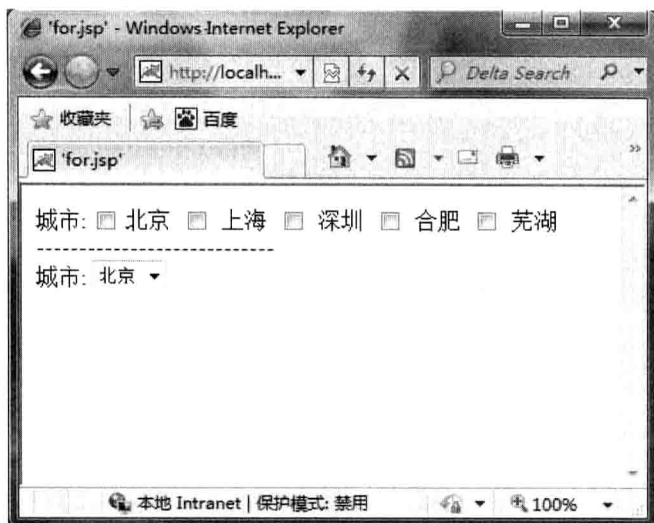 'for.jsp' - Windows Internet Explorer
http://localh... Delta Search
收藏夹 百度
'for.jsp'
城市: 北京 上海 深圳 合肥 芜湖
-----------------------------
城市: 北京
本地 Intranet | 保护模式: 禁用 100%